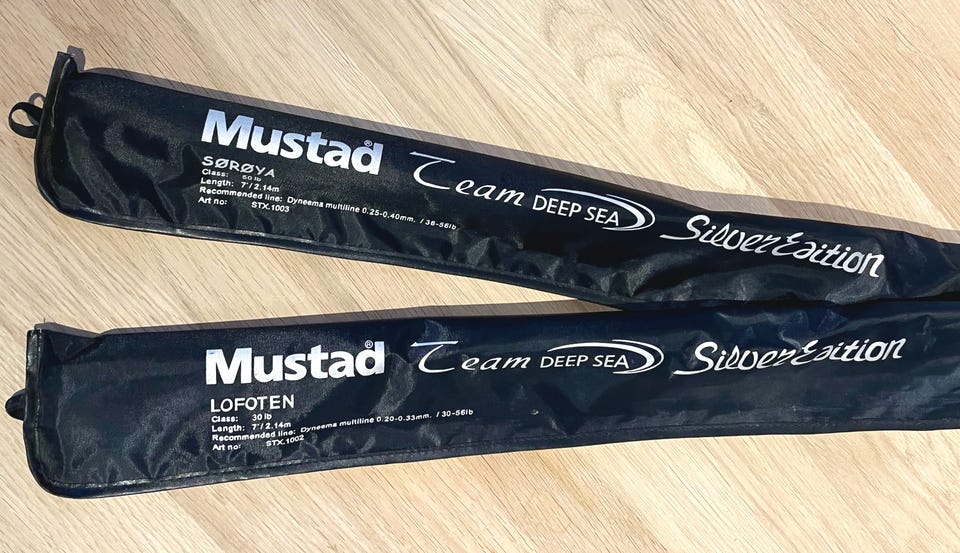 Mustad®
SØRØYA
Class: 50 lb
Length: 7'/2.14m
Recommended line: Dyneema multiline 0.25-0.40mm. / 36-56lb.
Art no: STX.1003
Team DEEP SEA
Silver Edition
Mustad®
LOFOTEN
Class: 30 lb
Length: 7'/2.14m
Recommended line: Dyneema multiline 0.20-0.33mm. / 30-56lb
Art no: STX.1002
Team DEEP SEA
Silver Edition